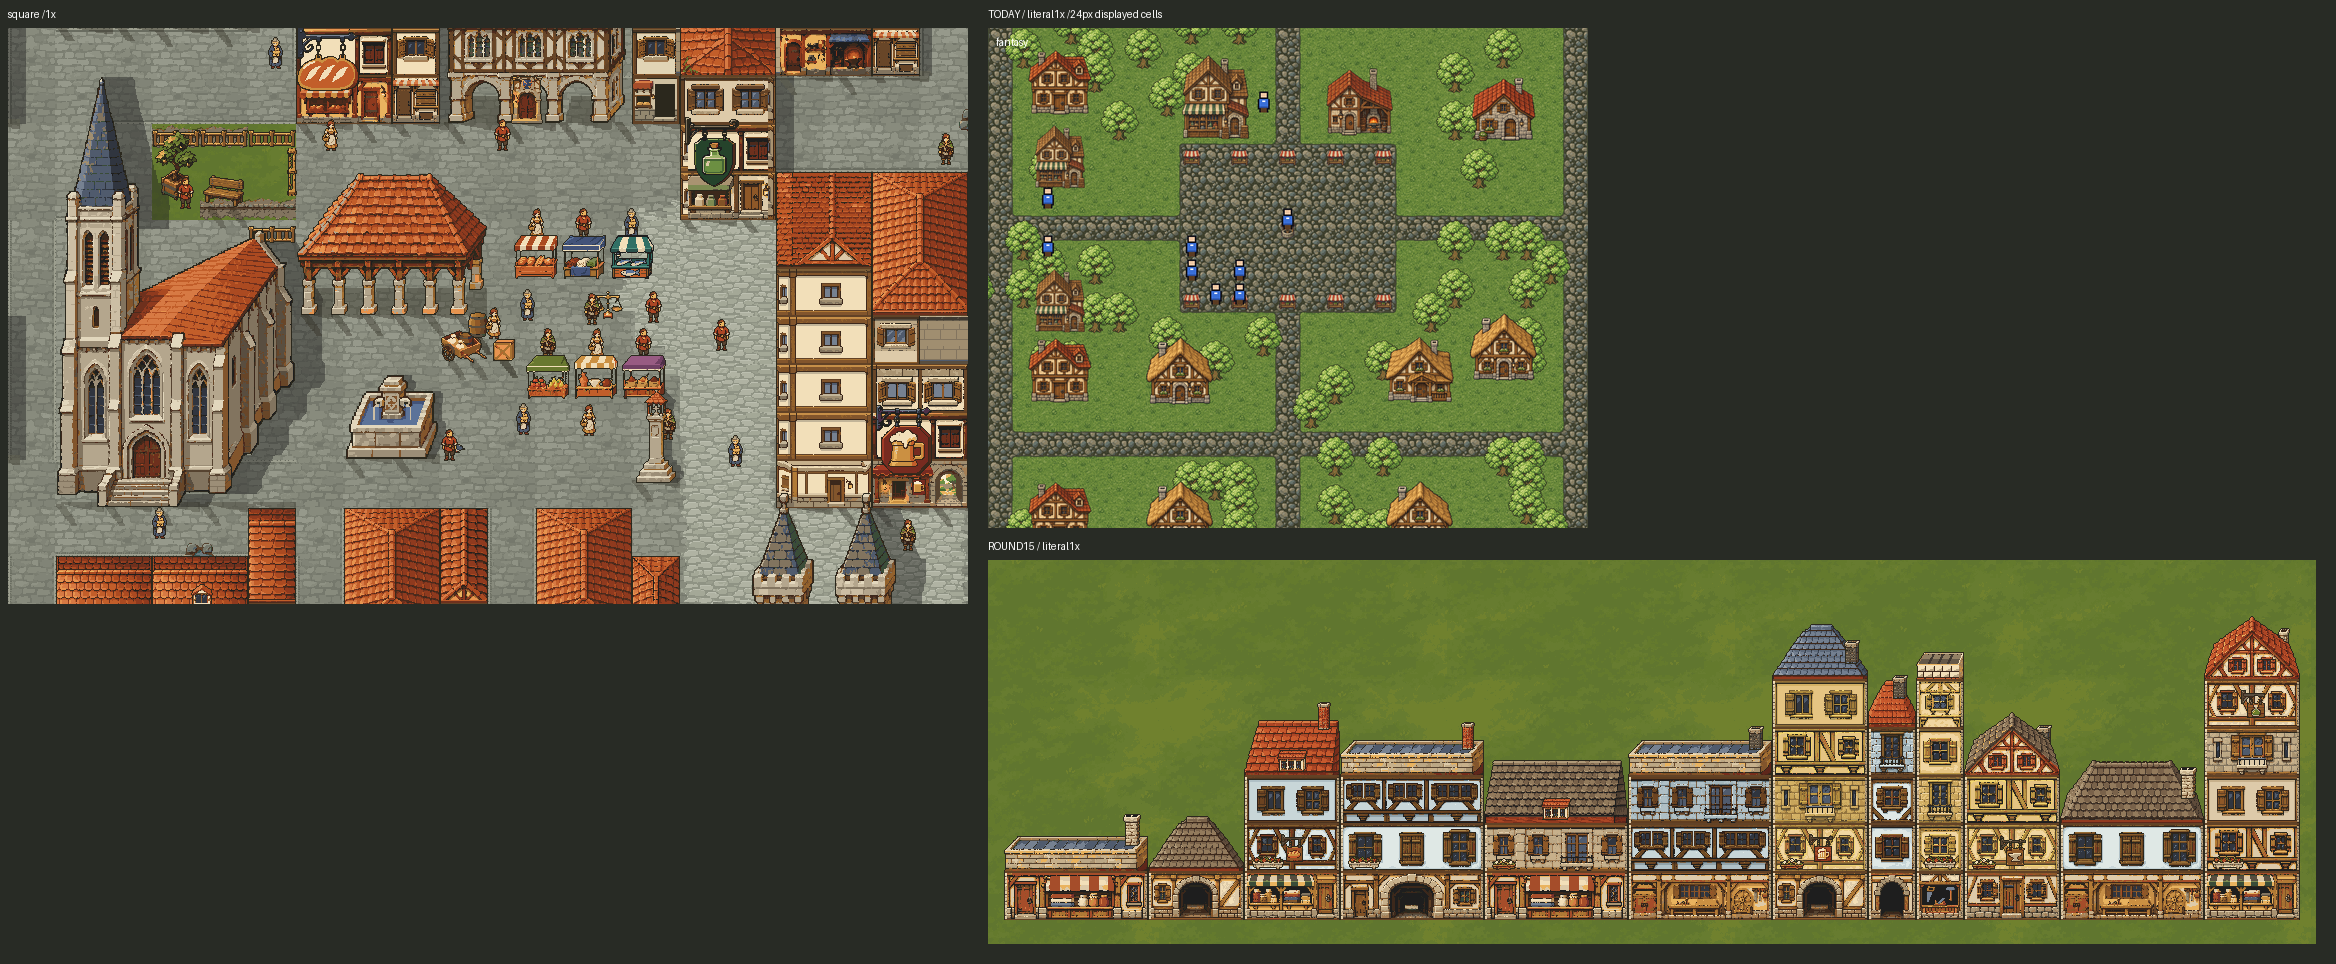 square /1x
TODAY / literal1x /24px displayed cells
fantasy
ROUND15 / literal1x